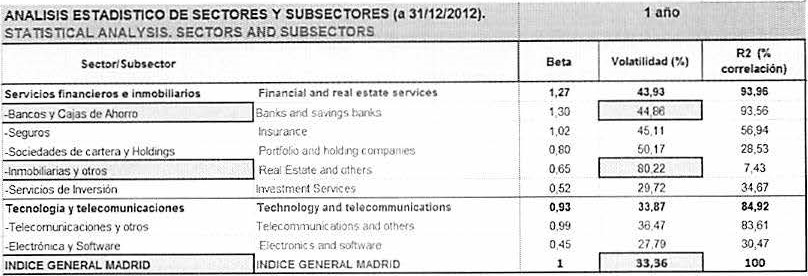 ANALISIS ESTADISTICO DE SECTORES Y SUBSECTORES (a 31/12/2012). 1 año
STATISTICAL ANALYSIS. SECTORS AND SUBSECTORS
Sector/Subsector Beta Volatilidad (%) R2 (% correlación)
Servicios financieros e inmobiliarios Financial and real estate services 1,27 43,93 93,96
-Bancos y Cajas de Ahorro Banks and savings banks 1,30 44,86 93,56
-Seguros Insurance 1,02 45,11 56,94
-Sociedades de cartera y Holdings Portfolio and holding companies 0,80 50,17 28,53
-Inmobiliarias y otros Real Estate and others 0,65 80,22 7,43
-Servicios de Inversión Investment Services 0,52 29,72 34,67
Tecnología y telecomunicaciones Technology and telecommunications 0,93 33,87 84,92
-Telecomunicaciones y otros Telecommunications and others 0,99 36,47 83,61
-Electrónica y Software Electronics and software 0,45 27,79 30,47
INDICE GENERAL MADRID INDICE GENERAL MADRID 1 33,36 100